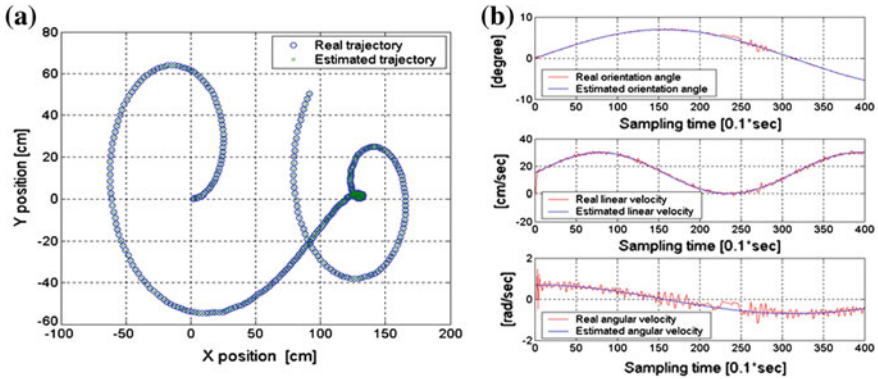 (a)
80
60
40
20
0
-20
-40
-60
Y position [cm]
Real trajectory
Estimated trajectory
-100 -50 0 50 100 150 200
X position [cm]
(b)
10
0
-10
[degree]
Real orientation angle
Estimated orientation angle
0 50 100 150 200 250 300 350 400
Sampling time [0.1*sec]
40
20
0
-20
[cm/sec]
Real linear velocity
Estimated linear velocity
0 50 100 150 200 250 300 350 400
Sampling time [0.1*sec]
2
0
-2
[rad/sec]
Real angular velocity
Estimated angular velocity
0 50 100 150 200 250 300 350 400
Sampling time [0.1*sec]